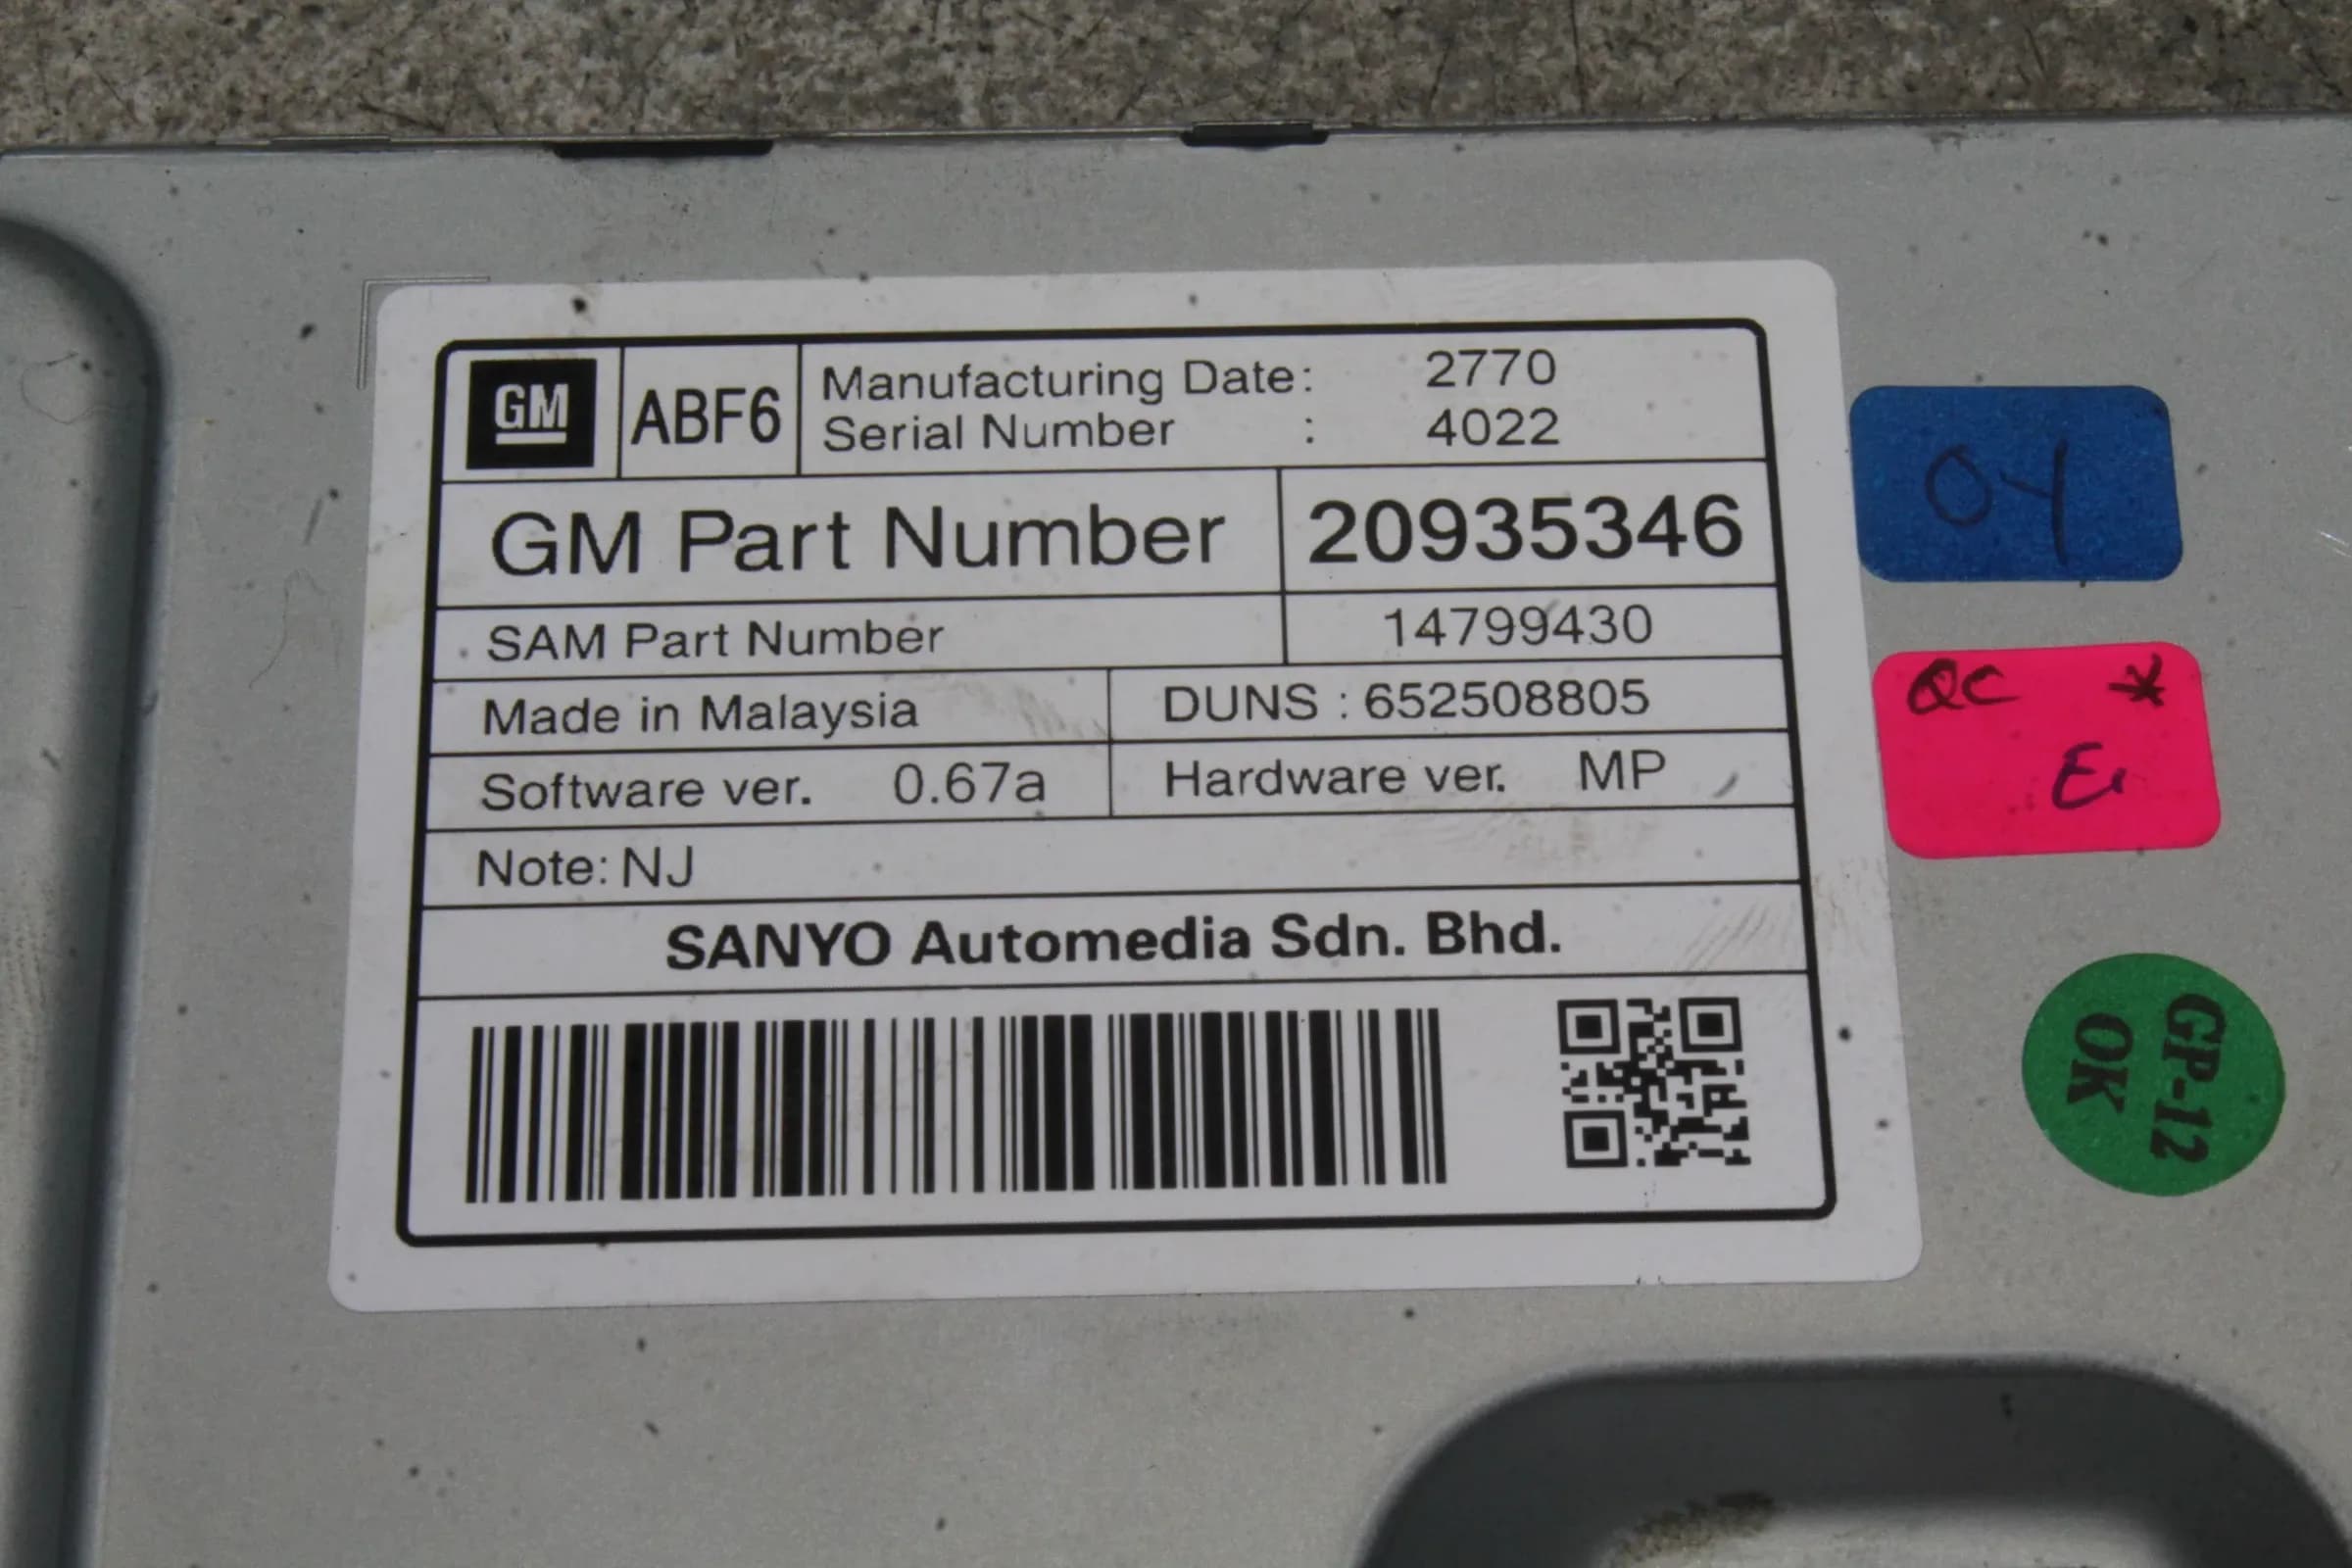 GM
ABF6
Manufacturing Date: 2770
Serial Number : 4022
GM Part Number 20935346
SAM Part Number 14799430
Made in Malaysia DUNS : 652508805
Software ver. 0.67a Hardware ver. MP
Note: NJ
SANYO Automedia Sdn. Bhd.
04
QC *
GP-12
OK